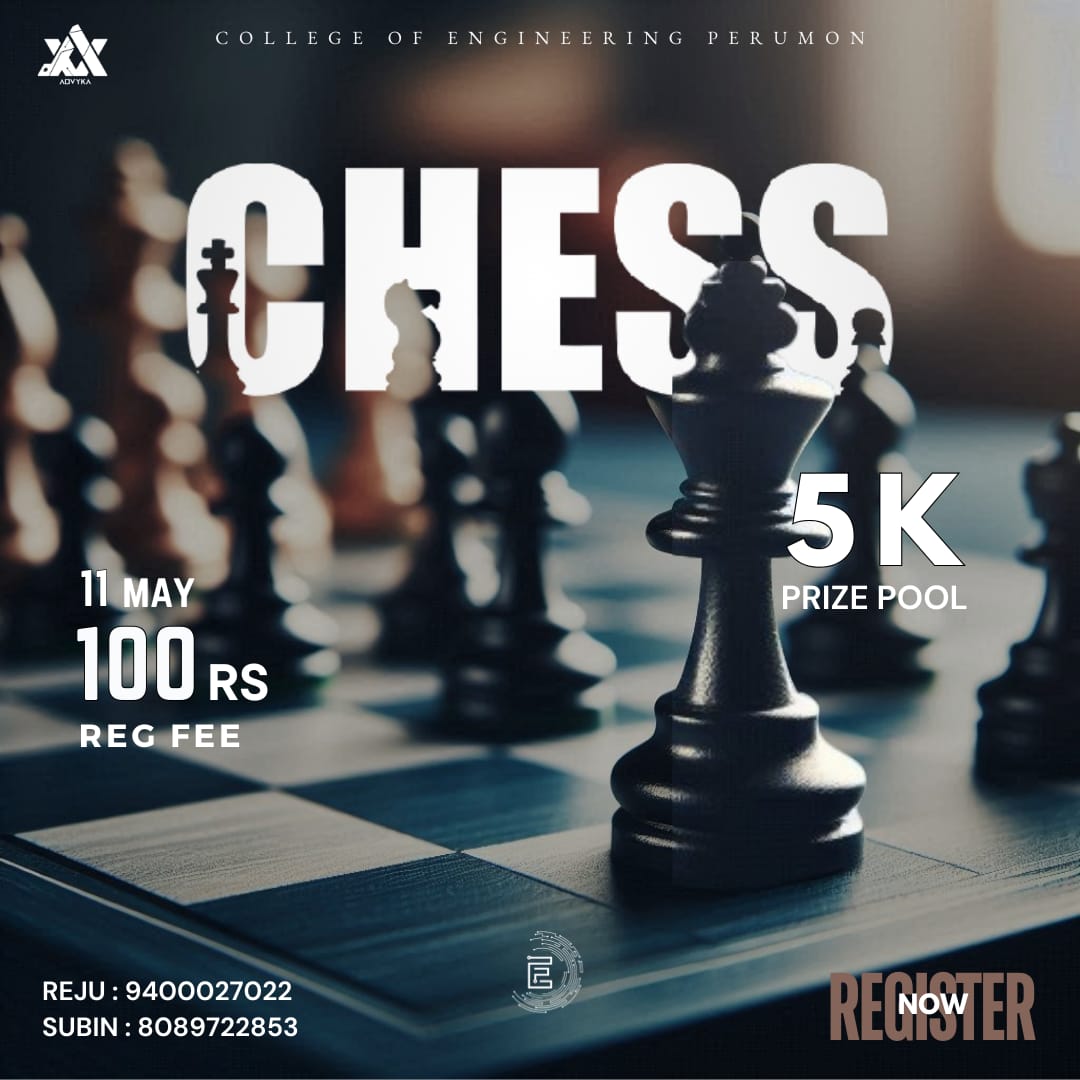 COLLEGE OF ENGINEERING PERUMON
ADVYKA
CHESS
5K
PRIZE POOL
11 MAY
100 RS
REG FEE
E
REJU : 9400027022
SUBIN : 8089722853
REGISTER
NOW